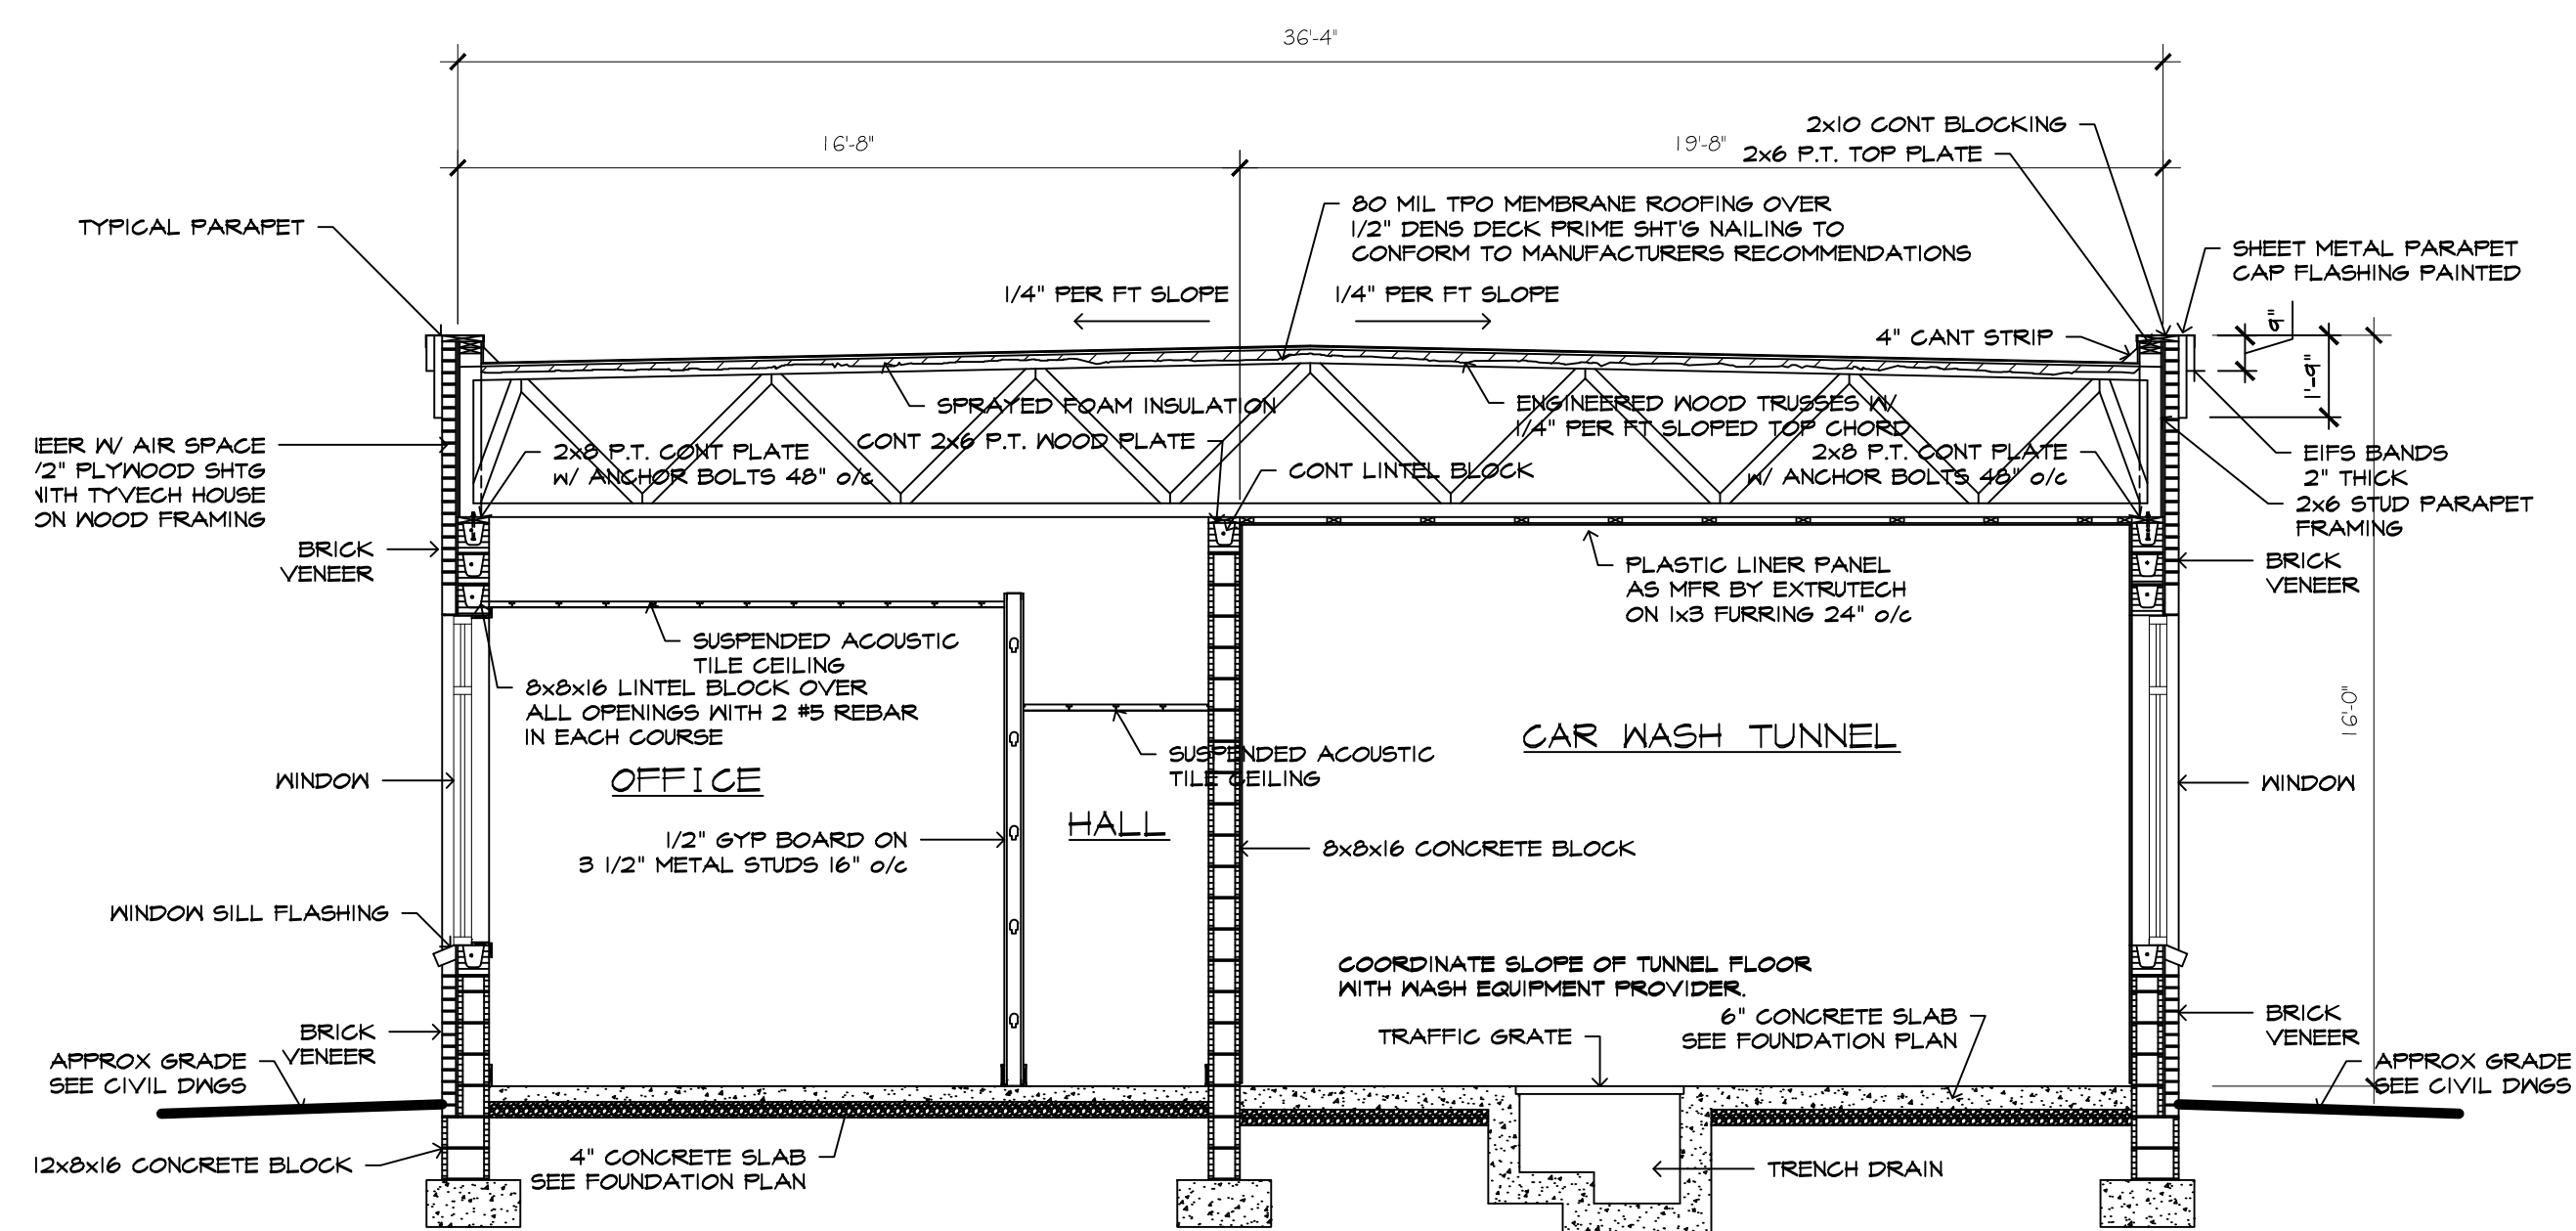 36'-4"
16'-8"
19'-8"
2x10 CONT BLOCKING
2x6 P.T. TOP PLATE
TYPICAL PARAPET
80 MIL TPO MEMBRANE ROOFING OVER
1/2" DENS DECK PRIME SHT'G NAILING TO
CONFORM TO MANUFACTURERS RECOMMENDATIONS
SHEET METAL PARAPET
CAP FLASHING PAINTED
1/4" PER FT SLOPE
1/4" PER FT SLOPE
4" CANT STRIP
9"
1'-9"
SPRAYED FOAM INSULATION
ENGINEERED WOOD TRUSSES W/
1/4" PER FT SLOPED TOP CHORD
W/ AIR SPACE
/2" PLYWOOD SHTG
TYVECH HOUSE
ON WOOD FRAMING
2x8 P.T. CONT PLATE
W/ ANCHOR BOLTS 48" o/c
CONT 2x6 P.T. WOOD PLATE
CONT LINTEL BLOCK
2x8 P.T. CONT PLATE
W/ ANCHOR BOLTS 48" o/c
EIFS BANDS
2" THICK
2x6 STUD PARAPET
FRAMING
BRICK
VENEER
PLASTIC LINER PANEL
AS MFR BY EXTRUTECH
ON 1x3 FURRING 24" o/c
BRICK
VENEER
SUSPENDED ACOUSTIC
TILE CEILING
8x8x16 LINTEL BLOCK OVER
ALL OPENINGS WITH 2 #5 REBAR
IN EACH COURSE
16'-0"
CAR WASH TUNNEL
SUSPENDED ACOUSTIC
TILE CEILING
WINDOW
OFFICE
WINDOW
HALL
1/2" GYP BOARD ON
3 1/2" METAL STUDS 16" o/c
8x8x16 CONCRETE BLOCK
WINDOW SILL FLASHING
COORDINATE SLOPE OF TUNNEL FLOOR
WITH WASH EQUIPMENT PROVIDER.
BRICK
VENEER
TRAFFIC GRATE
6" CONCRETE SLAB
SEE FOUNDATION PLAN
BRICK
VENEER
APPROX GRADE
SEE CIVIL DWGS
APPROX GRADE
SEE CIVIL DWGS
12x8x16 CONCRETE BLOCK
4" CONCRETE SLAB
SEE FOUNDATION PLAN
TRENCH DRAIN